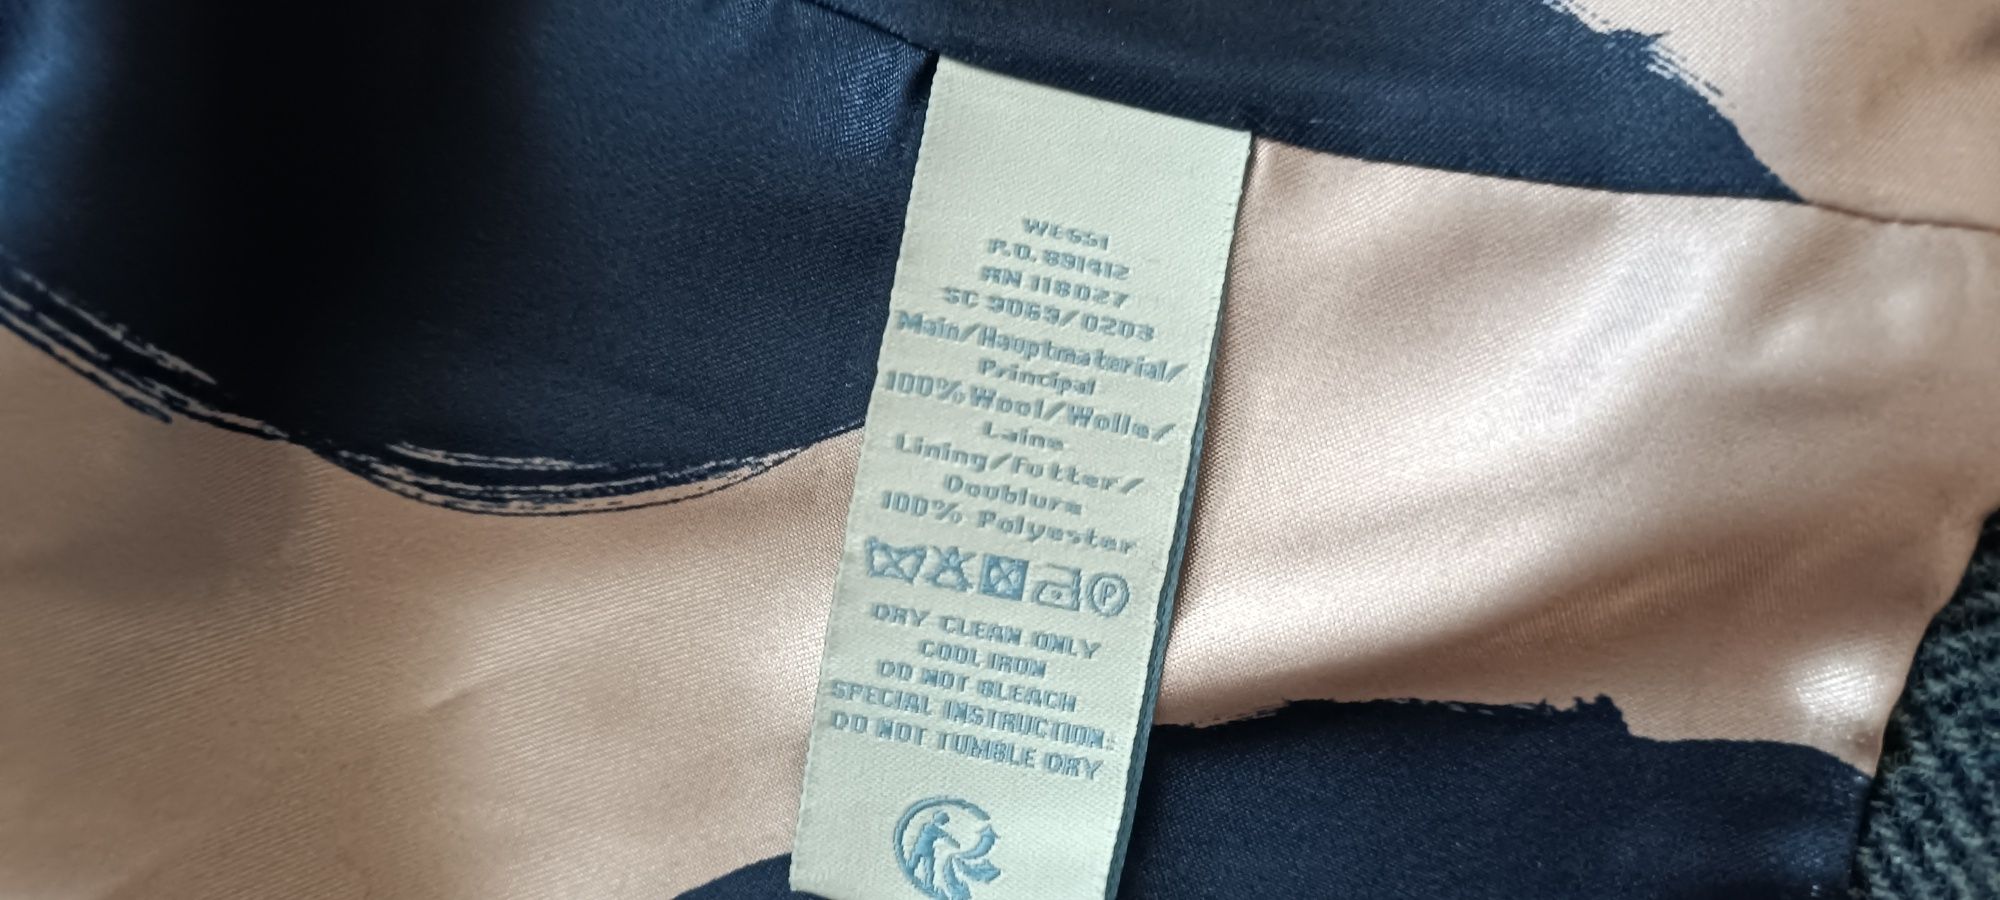 WESSI
P.O. 891412
RN 118027
SC 9069/0203
Main/Hauptmaterial/
Principal
100%Wool/Wolle/
Laine
Lining/Futter/
Doublure
100% Polyester
P
DRY CLEAN ONLY
COOL IRON
DO NOT BLEACH
SPECIAL INSTRUCTION:
DO NOT TUMBLE DRY